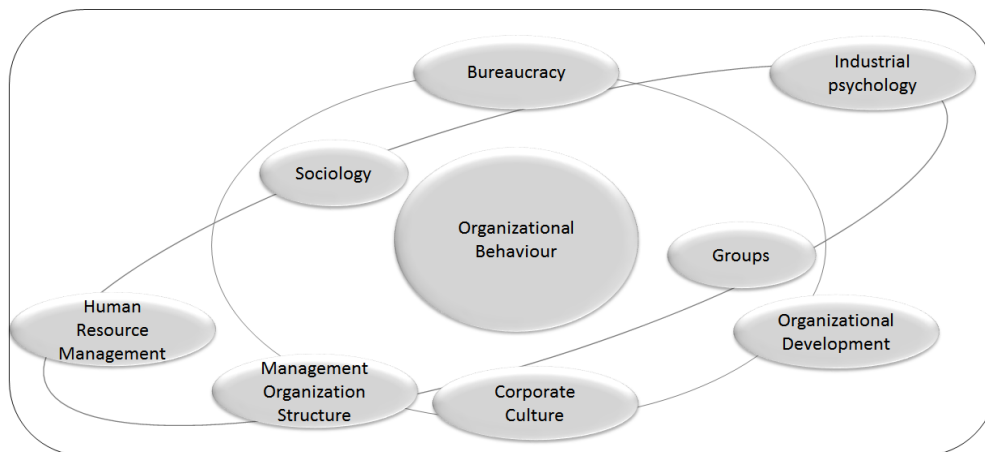 Bureaucracy
Industrial
psychology
Sociology
Organizational
Behaviour
Groups
Human
Resource
Management
Organizational
Development
Management
Organization
Structure
Corporate
Culture